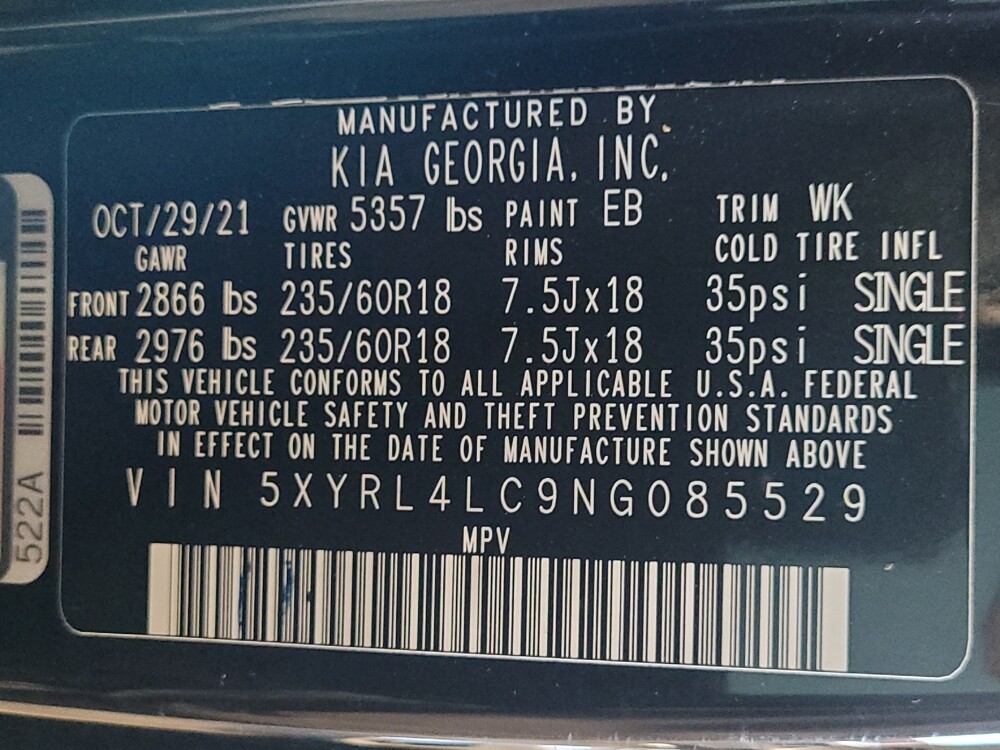 MANUFACTURED BY
KIA GEORGIA, INC.
OCT/29/21 GVWR 5357 lbs PAINT EB TRIM WK
GAWR TIRES RIMS COLD TIRE INFL
FRONT 2866 lbs 235/60R18 7.5Jx18 35psi SINGLE
REAR 2976 lbs 235/60R18 7.5Jx18 35psi SINGLE
THIS VEHICLE CONFORMS TO ALL APPLICABLE U.S.A. FEDERAL
MOTOR VEHICLE SAFETY AND THEFT PREVENTION STANDARDS
IN EFFECT ON THE DATE OF MANUFACTURE SHOWN ABOVE
VIN 5XYRL4LC9NG085529
MPV
522A